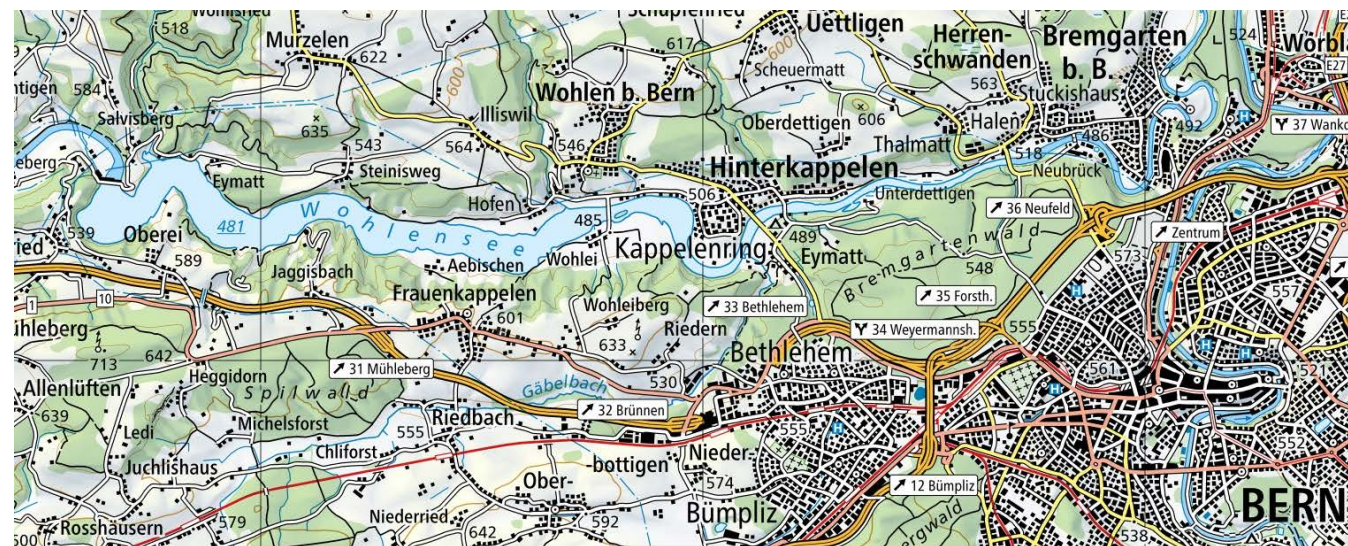 Wohlisried
518
Murzelen
622
617
Uettligen
Herren-
schwanden
Bremgarten
b. B.
524
E27
584
Salvisberg
600
Scheuermatt
600
563
Stuckishaus
Wohlen b. Bern
Illiswil
635
543
564
546
Oberdettigen
606
Halen
486
492
37
Thalmatt
518
Neubrück
Eymatt
Steinisweg
Hinterkappelen
Unterdettigen
Hofen
506
36 Neufeld
539
Oberei
481
Wohlensee
485
489
Zentrum
589
Kappelenring
Eymatt
Bremgartenwald
573
Jaggisbach
Aebischen
Wohlei
548
1
10
Frauenkappelen
Wohleiberg
33 Bethlehem
35 Forsth.
557
601
Riedern
34 Weyermannsh.
555
713
642
633
Bethlehem
31 Mühleberg
561
521
Allenlüften
Heggidorn
530
Spilwald
Gäbelbach
639
32 Brünnen
Michelsforst
Riedbach
Ledi
555
555
552
Chliforst
Juchlishaus
-bottigen
Nieder-
Ober-
574
12 Bümpliz
BERN
Rosshäusern
579
Niederried
592
Bümpliz
500
642
538